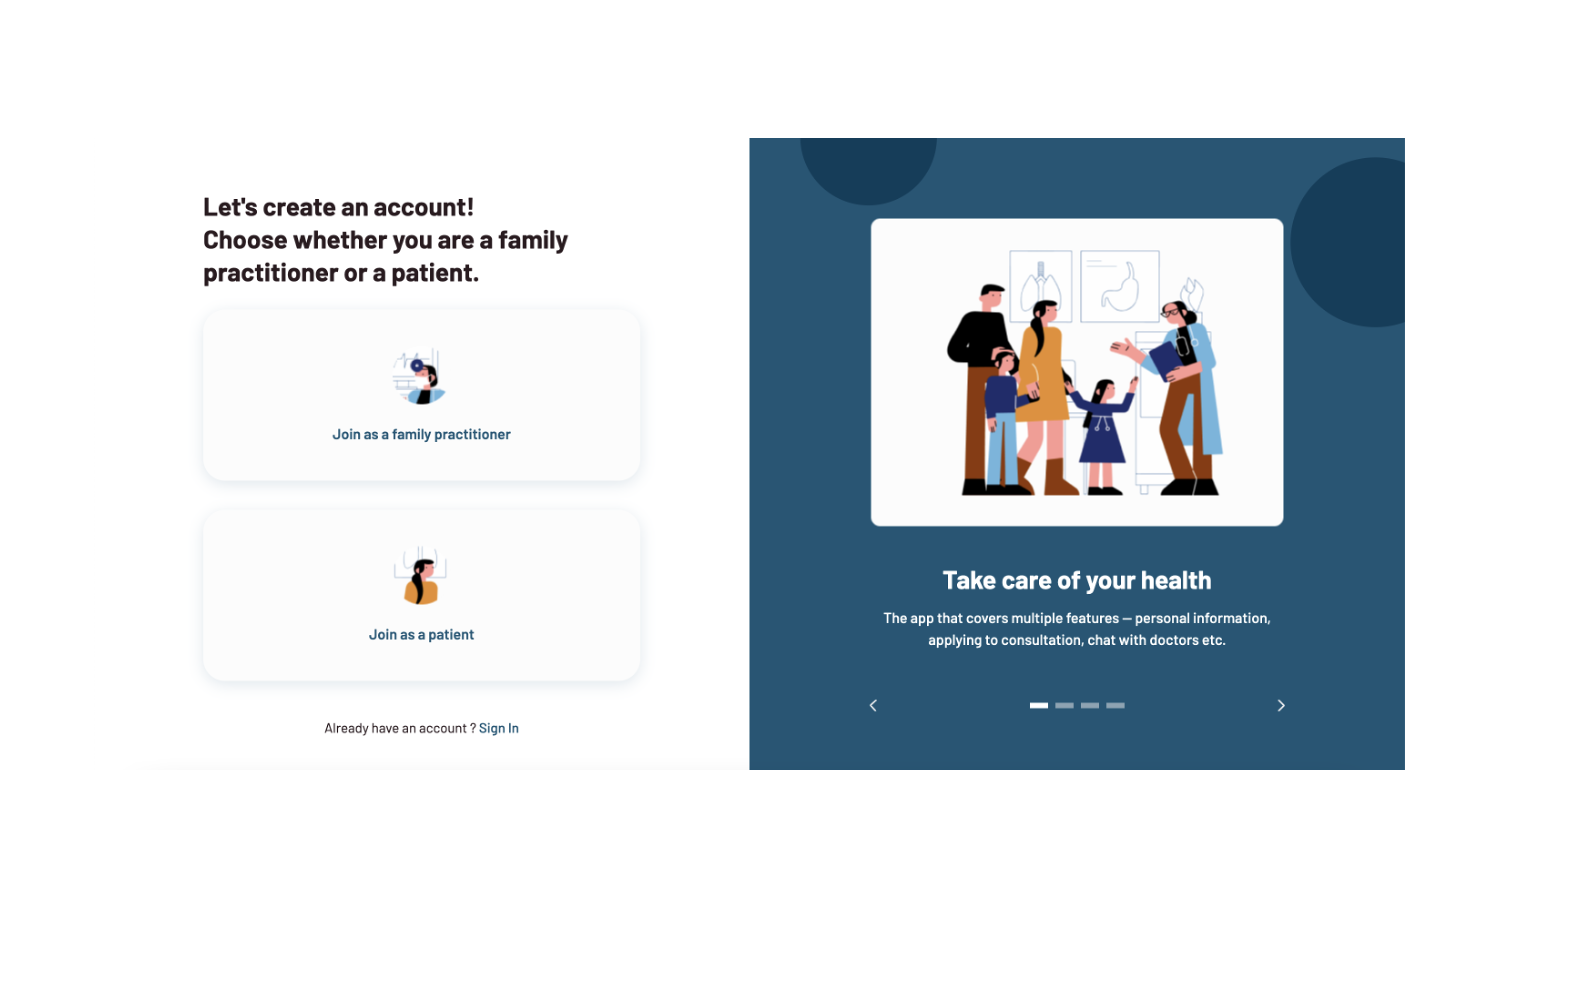 Let's create an account!
Choose whether you are a family
practitioner or a patient.
Join as a family practitioner
Join as a patient
Already have an account ? Sign In
Take care of your health
The app that covers multiple features — personal information,
applying to consultation, chat with doctors etc.